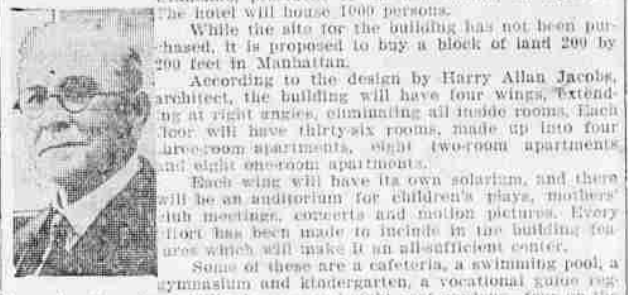 The hotel will house 1000 persons.
While the site for the building has not been pur-
hased, it is proposed to buy a block of land 200 by
200 feet in Manhattan.
According to the design by Harry Allan Jacobs,
architect, the building will have four wings, extend-
ng at right angles, eliminating all inside rooms. Each
floor will have thirty-six rooms, made up into four
hree-room apartments, eight two-room apartments
and eight one-room apartments.
Each wing will have its own solarium, and there
will be an auditorium for children's plays, mothers'
club meetings, concerts and motion pictures. Every
effort has been made to include in the building fea-
ures which will make it an all-sufficient center.
Some of these are a cafeteria, a swimming pool, a
gymnasium and kindergarten, a vocational guide reg-